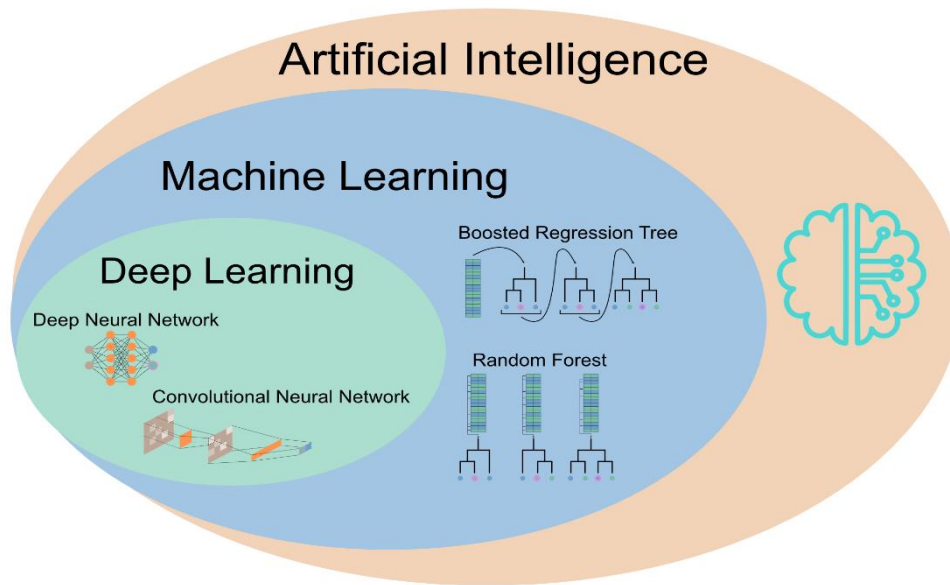 Artificial Intelligence
Machine Learning
Deep Learning
Deep Neural Network
Convolutional Neural Network
Boosted Regression Tree
Random Forest